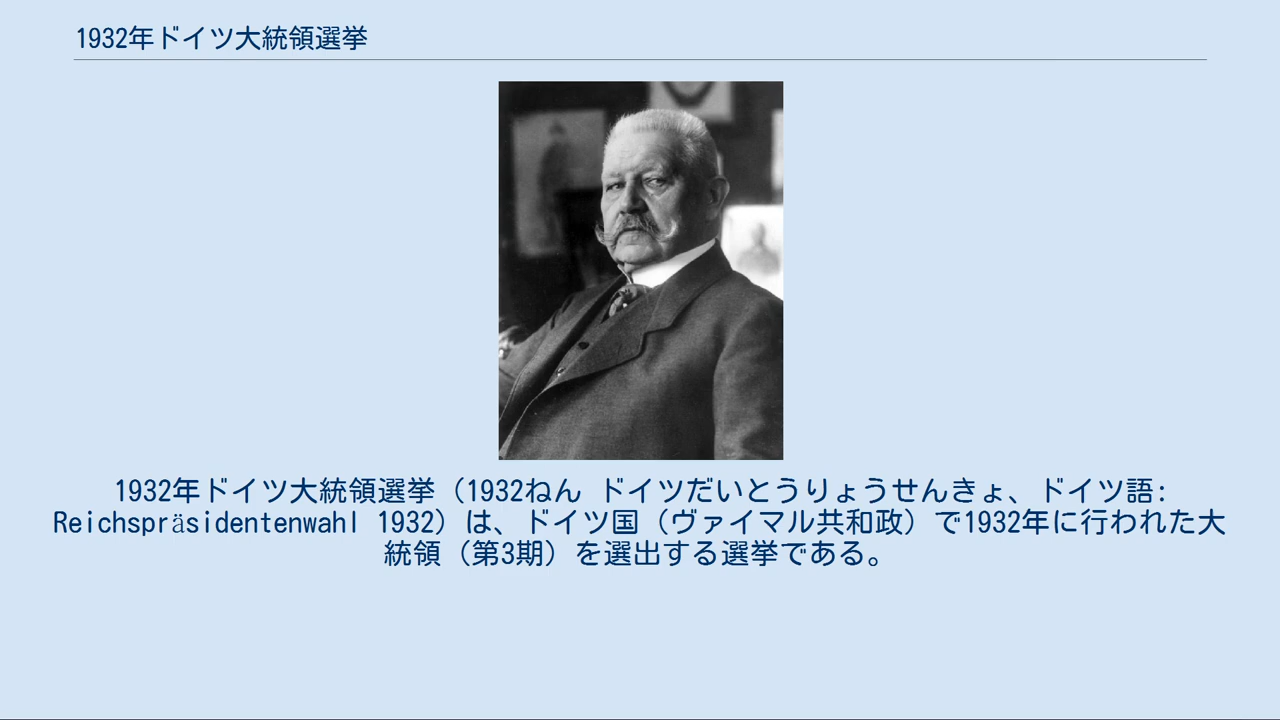 1932年ドイツ大統領選挙
1932年ドイツ大統領選挙（1932ねん ドイツだいとうりょうせんきょ、ドイツ語:
Reichspräsidentenwahl 1932）は、ドイツ国（ヴァイマル共和政）で1932年に行われた大
統領（第3期）を選出する選挙である。